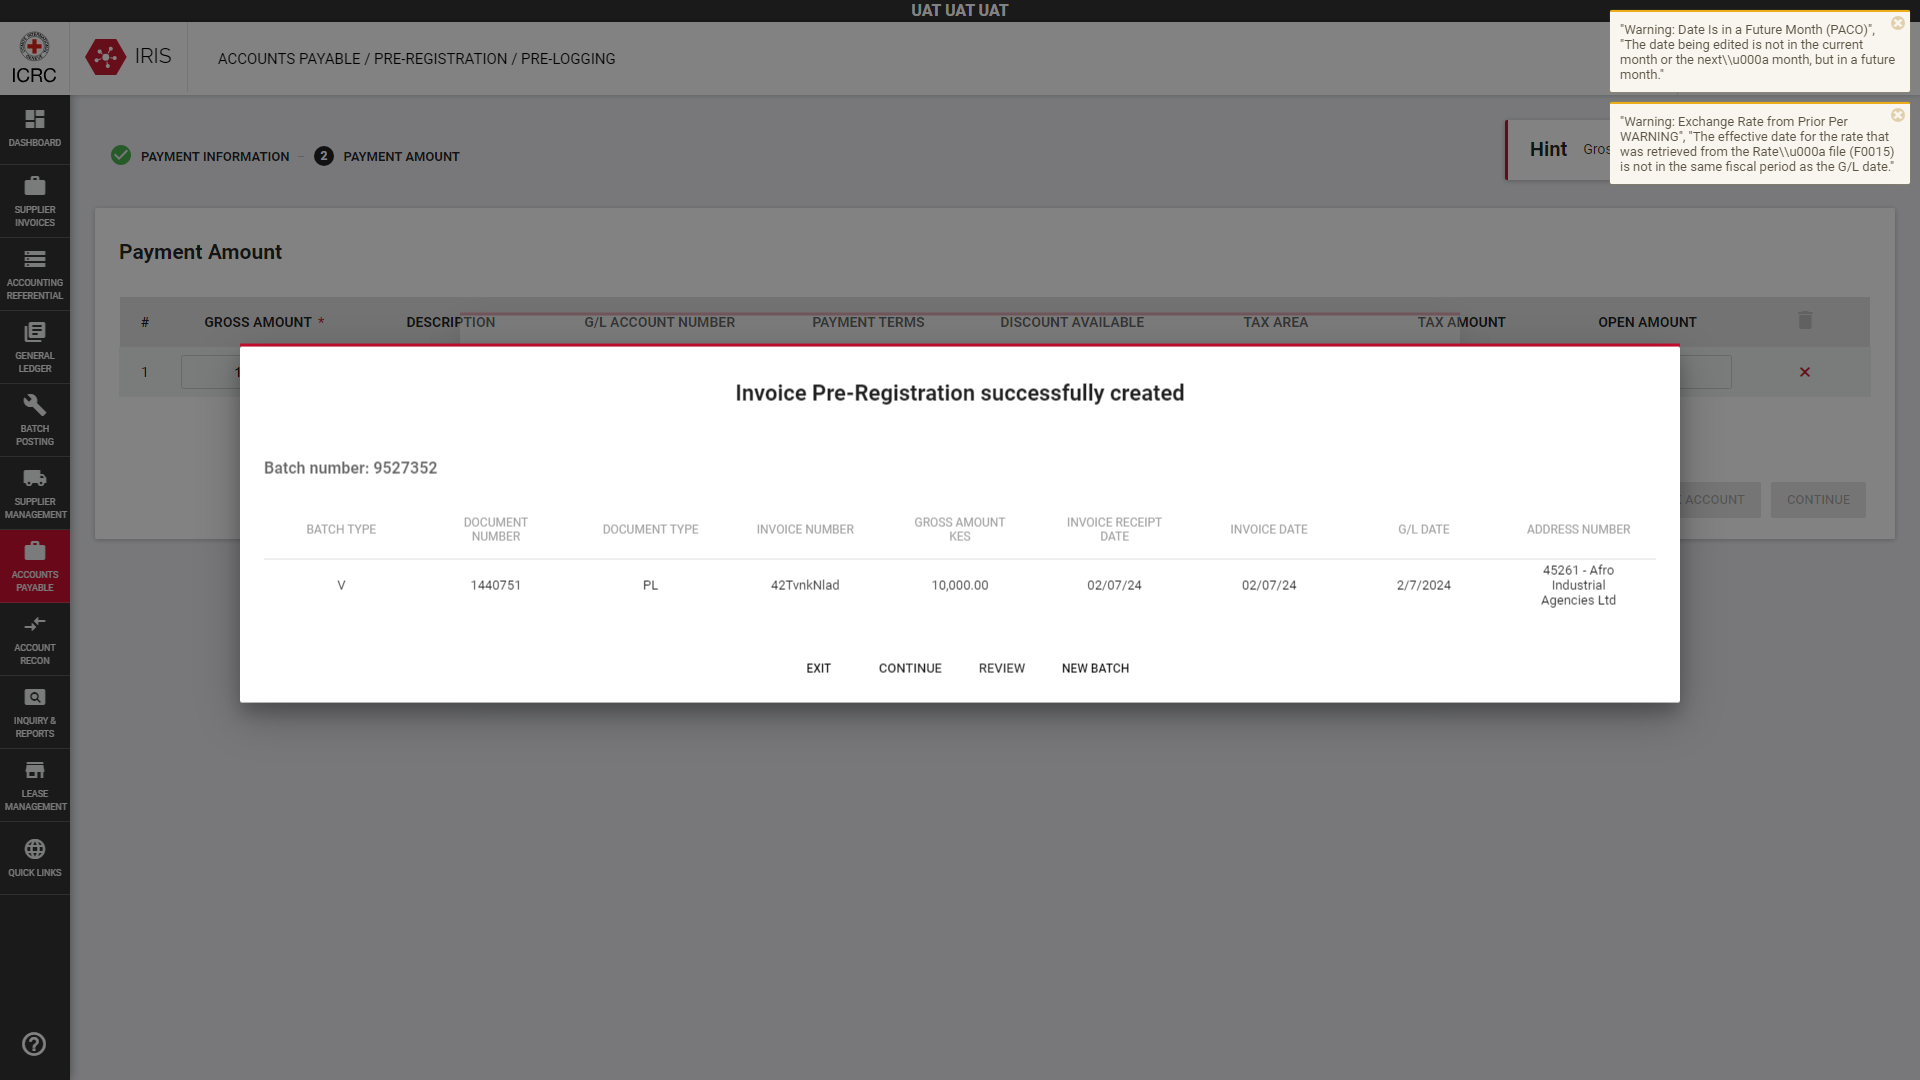 UAT UAT UAT
ICRC
IRIS
ACCOUNTS PAYABLE / PRE-REGISTRATION / PRE-LOGGING
"Warning: Date Is in a Future Month (PACO)",
"The date being edited is not in the current
month or the next\\u000a month, but in a future
month."
"Warning: Exchange Rate from Prior Per
WARNING", "The effective date for the rate that
was retrieved from the Rate\\u000a file (F0015)
is not in the same fiscal period as the G/L date."
DASHBOARD
SUPPLIER
INVOICES
ACCOUNTING
REFERENTIAL
GENERAL
LEDGER
BATCH
POSTING
SUPPLIER
MANAGEMENT
ACCOUNTS
PAYABLE
ACCOUNT
RECON
INQUIRY &
REPORTS
LEASE
MANAGEMENT
QUICK LINKS
PAYMENT INFORMATION
2 PAYMENT AMOUNT
Hint
Payment Amount
# GROSS AMOUNT * DESCRIPTION G/L ACCOUNT NUMBER PAYMENT TERMS DISCOUNT AVAILABLE TAX AREA TAX AMOUNT OPEN AMOUNT
1
ACCOUNT CONTINUE
Invoice Pre-Registration successfully created
Batch number: 9527352
BATCH TYPE
DOCUMENT
NUMBER
DOCUMENT TYPE
INVOICE NUMBER
GROSS AMOUNT
KES
INVOICE RECEIPT
DATE
INVOICE DATE
G/L DATE
ADDRESS NUMBER
V
1440751
PL
42TvnkNlad
10,000.00
02/07/24
02/07/24
2/7/2024
45261 - Afro
Industrial
Agencies Ltd
EXIT CONTINUE REVIEW NEW BATCH